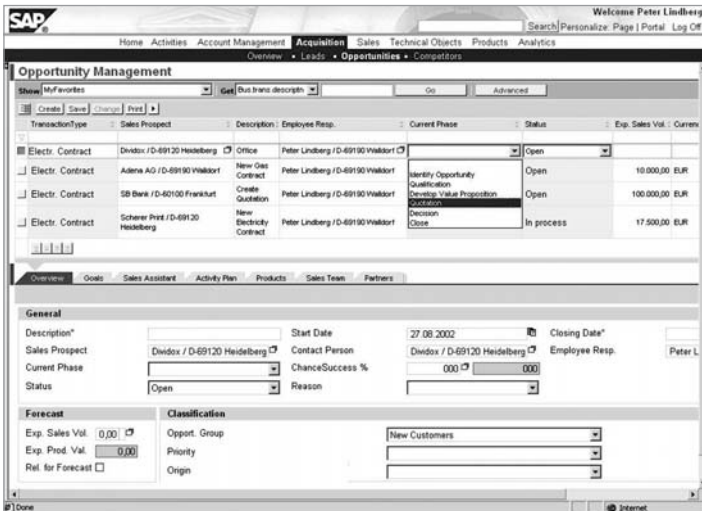 Welcome Peter Lindberg
SAP
Search Personalize: Page | Portal Log Off
Home Activities Account Management Acquisition Sales Technical Objects Products Analytics
Overview • Leads • Opportunities • Competitors
Opportunity Management
Show MyFavorites Get Bus.trans.descriptn Go Advanced
Create Save Change Print
TransactionType Sales Prospect Description Employee Resp. Current Phase Status Exp. Sales Vol. Curren
Electr. Contract Dividox / D-69120 Heidelberg Office Peter Lindberg / D-69190 Walldorf Open
Electr. Contract Adena AG / D-69190 Walldorf New Gas Contract Peter Lindberg / D-69190 Walldorf Open 10.000,00 EUR
Electr. Contract SB Bank / D-60100 Frankfurt Create Quotation Peter Lindberg / D-69190 Walldorf Open 100.000,00 EUR
Electr. Contract Scherer Print / D-69120 Heidelberg New Electricity Contract Peter Lindberg / D-69190 Walldorf In process 17.500,00 EUR
Identify Opportunity
Qualification
Develop Value Proposition
Quotation
Decision
Close
Overview Goals Sales Assistant Activity Plan Products Sales Team Partners
General
Description* Start Date 27.08.2002 Closing Date*
Sales Prospect Dividox / D-69120 Heidelberg Contact Person Dividox / D-69120 Heidelberg Employee Resp. Peter L
Current Phase ChanceSuccess % 000 000
Status Open Reason
Forecast Classification
Exp. Sales Vol. 0,00 Opport. Group New Customers
Exp. Prod. Val. 0,00 Priority
Rel. for Forecast Origin
Done Internet